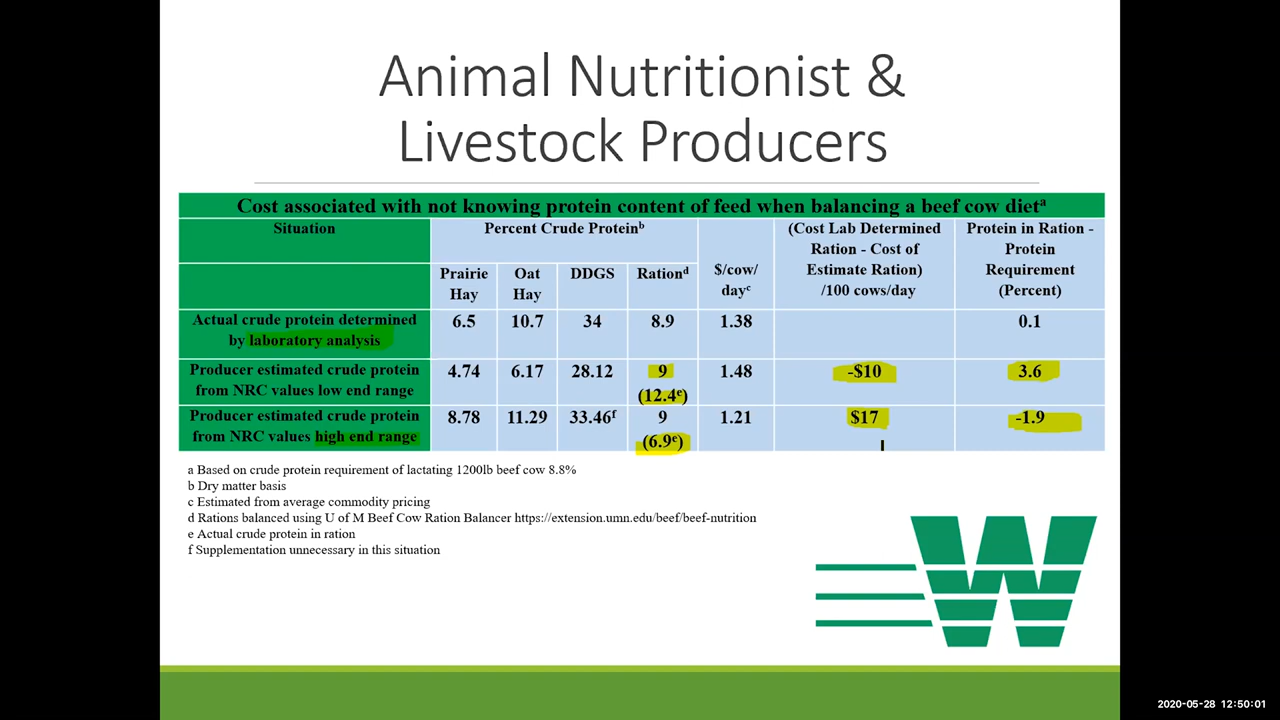 Animal Nutritionist &
Livestock Producers
Cost associated with not knowing protein content of feed when balancing a beef cow dietᵃ
Situation
Percent Crude Proteinᵇ
$/cow/
dayᶜ
(Cost Lab Determined
Ration - Cost of
Estimate Ration)
/100 cows/day
Protein in Ration -
Protein
Requirement
(Percent)
Prairie
Hay
Oat
Hay
DDGS
Rationᵈ
Actual crude protein determined
by laboratory analysis
6.5
10.7
34
8.9
1.38
0.1
Producer estimated crude protein
from NRC values low end range
4.74
6.17
28.12
9
(12.4ᵉ)
1.48
-$10
3.6
Producer estimated crude protein
from NRC values high end range
8.78
11.29
33.46ᶠ
9
(6.9ᵉ)
1.21
$17
-1.9
a Based on crude protein requirement of lactating 1200lb beef cow 8.8%
b Dry matter basis
c Estimated from average commodity pricing
d Rations balanced using U of M Beef Cow Ration Balancer https://extension.umn.edu/beef/beef-nutrition
e Actual crude protein in ration
f Supplementation unnecessary in this situation
W
2020-05-28 12:50:01